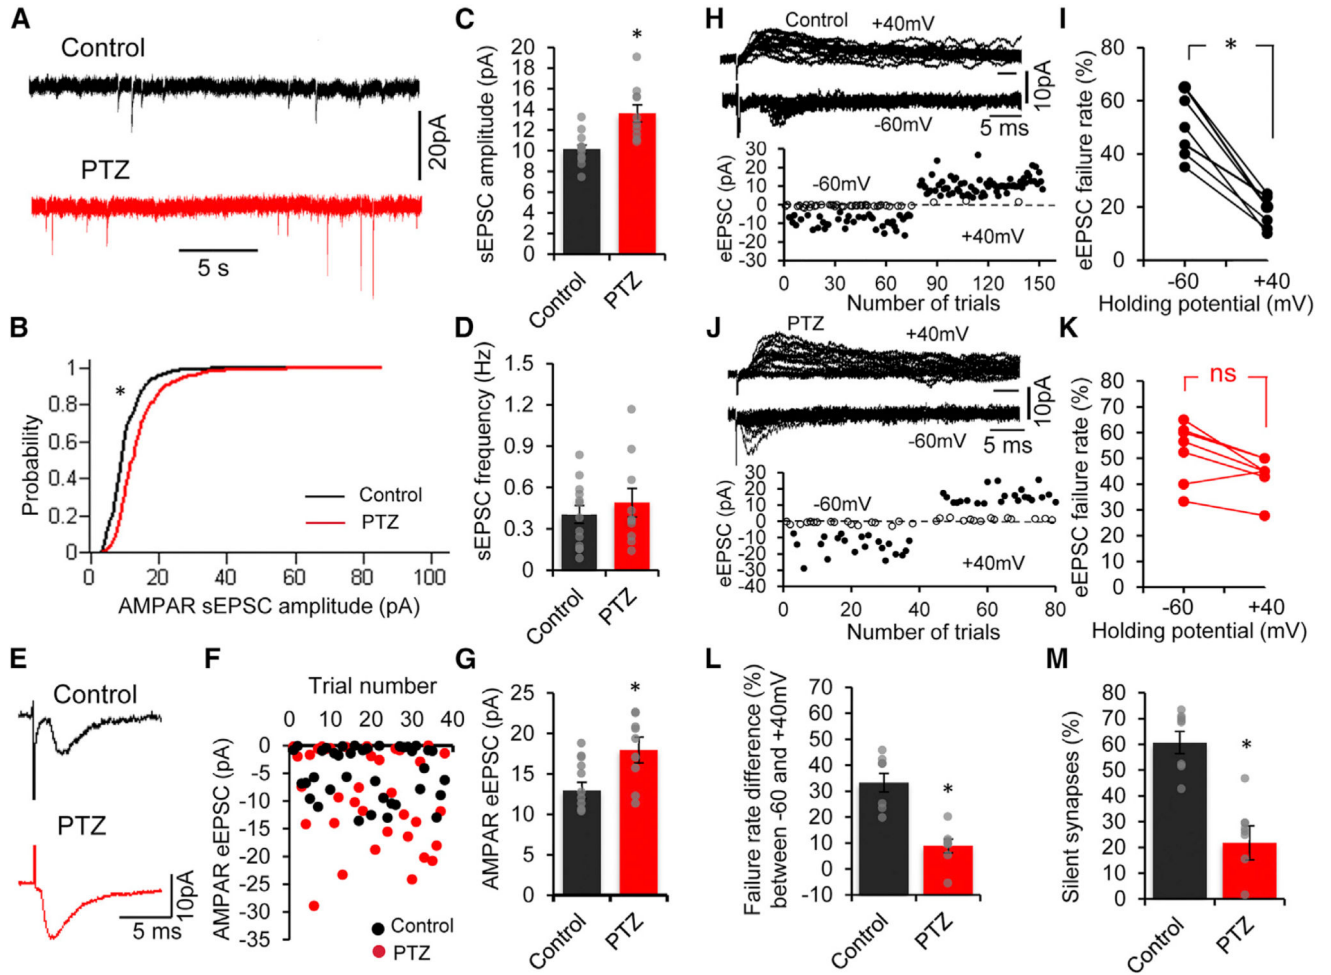 A
Control
20pA
PTZ
5 s
B
Probability
1
0.8
0.6
0.4
0.2
0
*
Control
PTZ
0 20 40 60 80 100
AMPAR sEPSC amplitude (pA)
C
sEPSC amplitude (pA)
20
18
16
14
12
10
8
6
4
2
0
*
Control PTZ
D
sEPSC frequency (Hz)
1.5
1.2
0.9
0.6
0.3
0
Control PTZ
E
Control
PTZ
10pA
5 ms
F
Trial number
0 10 20 30 40
AMPAR eEPSC (pA)
0
-5
-10
-15
-20
-25
-30
-35
Control
PTZ
G
AMPAR eEPSC (pA)
25
20
15
10
5
0
*
Control PTZ
H
Control +40mV
10pA
-60mV
5 ms
eEPSC (pA)
30
20
10
0
-10
-20
-30
-60mV
+40mV
0 30 60 90 120 150
Number of trials
I
eEPSC failure rate (%)
80
60
40
20
0
*
-60 +40
Holding potential (mV)
J
PTZ +40mV
10pA
-60mV 5 ms
eEPSC (pA)
30
20
10
0
-10
-20
-30
-40
-60mV
+40mV
0 20 40 60 80
Number of trials
K
eEPSC failure rate (%)
80
70
60
50
40
30
20
10
0
ns
-60 +40
Holding potential (mV)
L
Failure rate difference (%)
between -60 and +40mV
70
60
50
40
30
20
10
0
-10
*
Control PTZ
M
Silent synapses (%)
80
70
60
50
40
30
20
10
0
*
Control PTZ